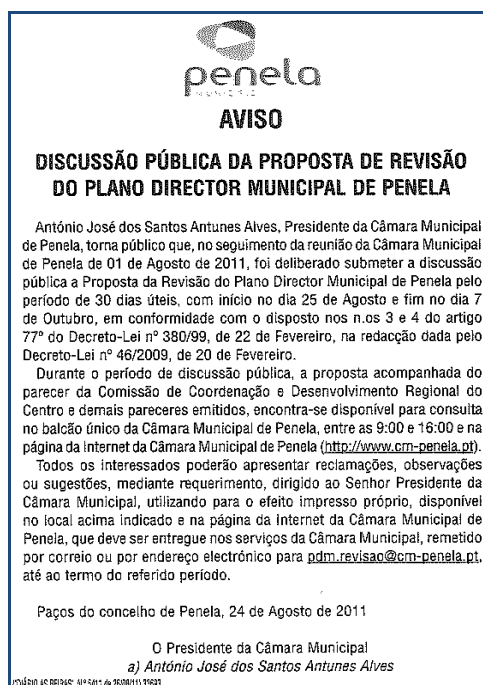 penela
MUNICÍPIO
AVISO
DISCUSSÃO PÚBLICA DA PROPOSTA DE REVISÃO
DO PLANO DIRECTOR MUNICIPAL DE PENELA
António José dos Santos Antunes Alves, Presidente da Câmara Municipal
de Penela, torna público que, no seguimento da reunião da Câmara Municipal
de Penela de 01 de Agosto de 2011, foi deliberado submeter a discussão
pública a Proposta da Revisão do Plano Director Municipal de Penela pelo
período de 30 dias úteis, com início no dia 25 de Agosto e fim no dia 7
de Outubro, em conformidade com o disposto nos n.os 3 e 4 do artigo
77º do Decreto-Lei nº 380/99, de 22 de Fevereiro, na redacção dada pelo
Decreto-Lei nº 46/2009, de 20 de Fevereiro.
Durante o período de discussão pública, a proposta acompanhada do
parecer da Comissão de Coordenação e Desenvolvimento Regional do
Centro e demais pareceres emitidos, encontra-se disponível para consulta
no balcão único da Câmara Municipal de Penela, entre as 9:00 e 16:00 e na
página da Internet da Câmara Municipal de Penela (http://www.cm-penela.pt).
Todos os interessados poderão apresentar reclamações, observações
ou sugestões, mediante requerimento, dirigido ao Senhor Presidente da
Câmara Municipal, utilizando para o efeito impresso próprio, disponível
no local acima indicado e na página da Internet da Câmara Municipal de
Penela, que deve ser entregue nos serviços da Câmara Municipal, remetido
por correio ou por endereço electrónico para pdm.revisao@cm-penela.pt,
até ao termo do referido período.
Paços do concelho de Penela, 24 de Agosto de 2011
O Presidente da Câmara Municipal
a) António José dos Santos Antunes Alves
"DIÁRIO AS BEIRAS", N.º